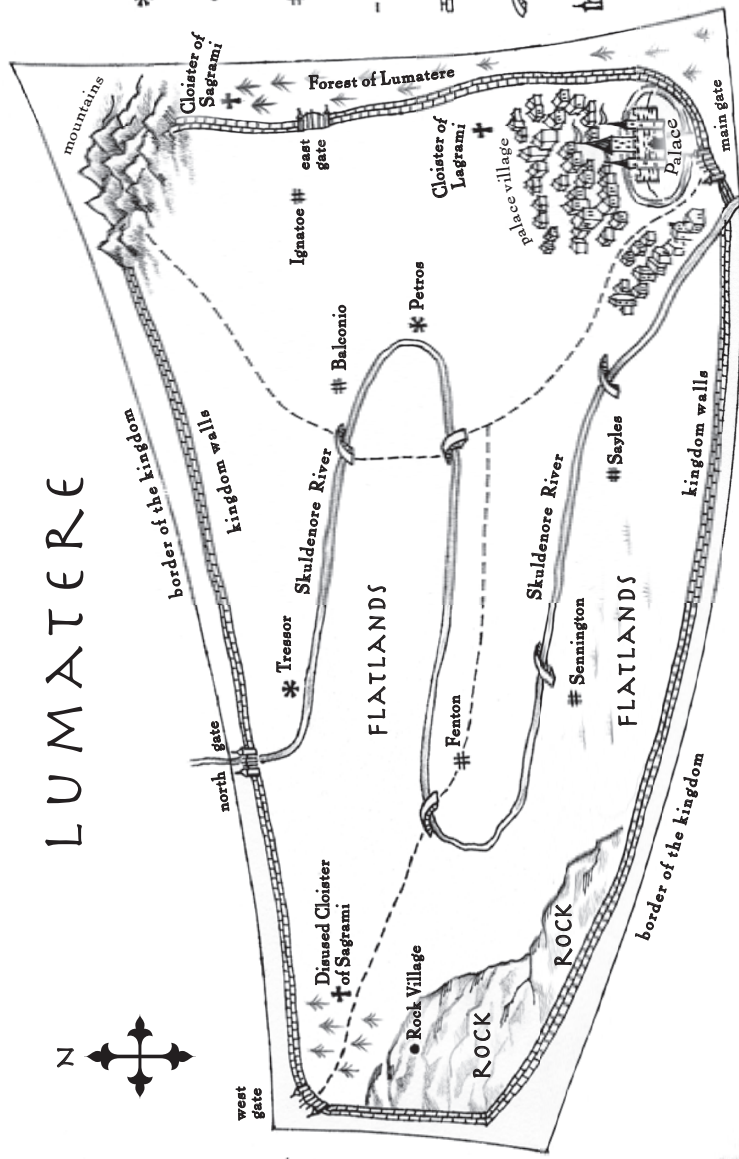 LUMATERE
N
mountains
Cloister of
Sagrami
Forest of Lumatere
border of the kingdom
kingdom walls
east
gate
Ignatoe
Cloister of
Lagrami
palace village
Palace
main gate
Balconio
Petros
Skuldenore River
Tressor
FLATLANDS
north gate
Fenton
Skuldenore River
Sayles
Sennington
FLATLANDS
kingdom walls
border of the kingdom
Disused Cloister
of Sagrami
Rock Village
ROCK
ROCK
west
gate